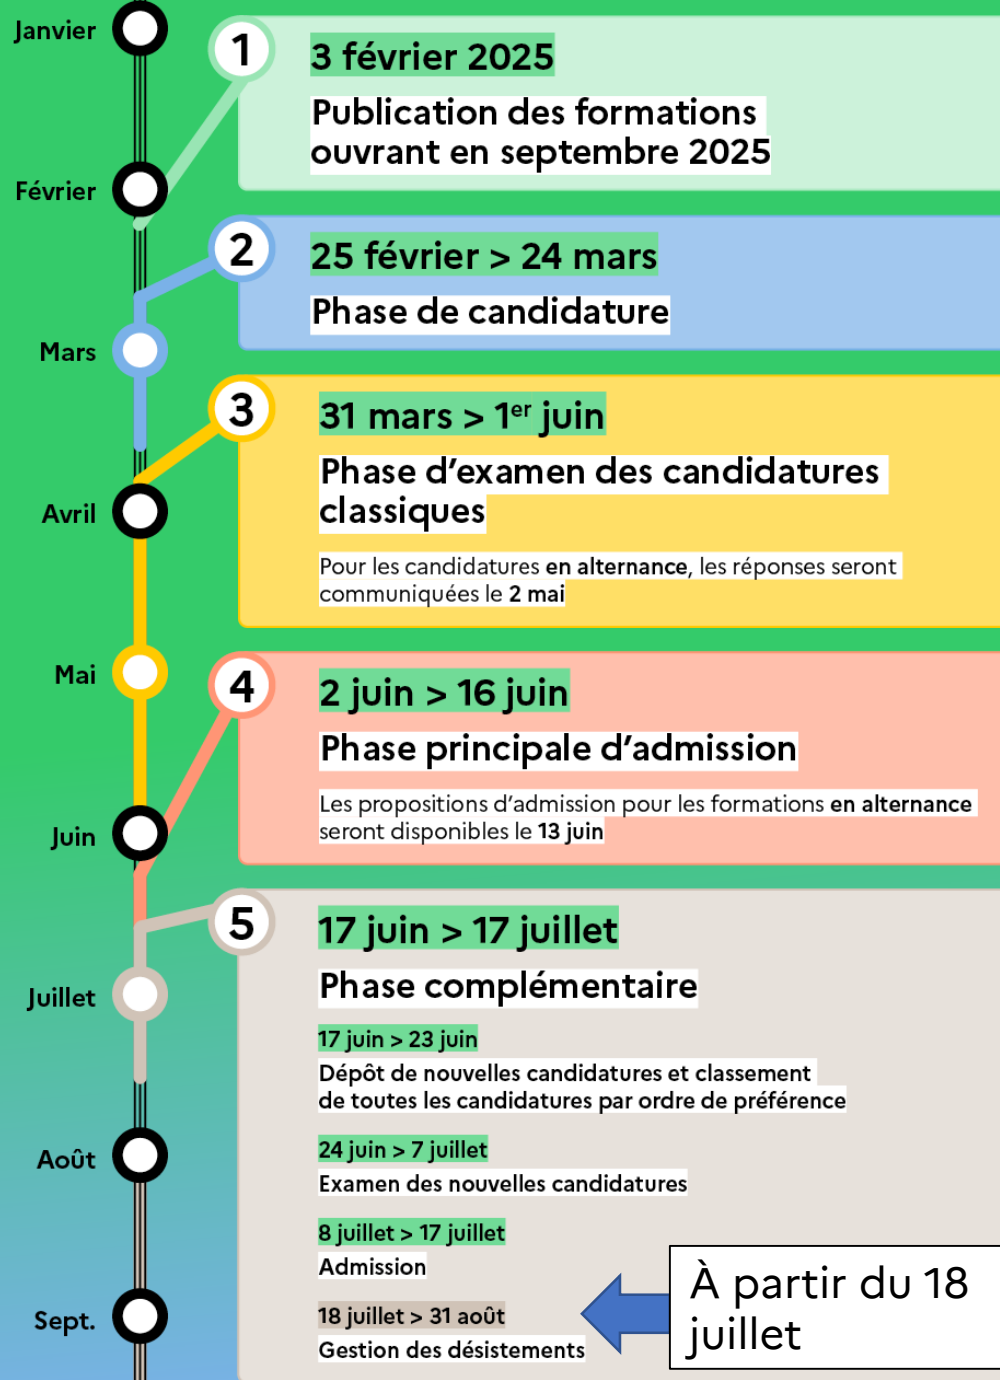 Janvier
1
3 février 2025
Publication des formations
ouvrant en septembre 2025
Février
2
25 février > 24 mars
Phase de candidature
Mars
3
31 mars > 1er juin
Phase d’examen des candidatures
classiques
Avril
Pour les candidatures en alternance, les réponses seront
communiquées le 2 mai
Mai
4
2 juin > 16 juin
Phase principale d’admission
Les propositions d’admission pour les formations en alternance
seront disponibles le 13 juin
Juin
5
17 juin > 17 juillet
Phase complémentaire
Juillet
17 juin > 23 juin
Dépôt de nouvelles candidatures et classement
de toutes les candidatures par ordre de préférence
Août
24 juin > 7 juillet
Examen des nouvelles candidatures
8 juillet > 17 juillet
Admission
Sept.
18 juillet > 31 août
Gestion des désistements
À partir du 18
juillet